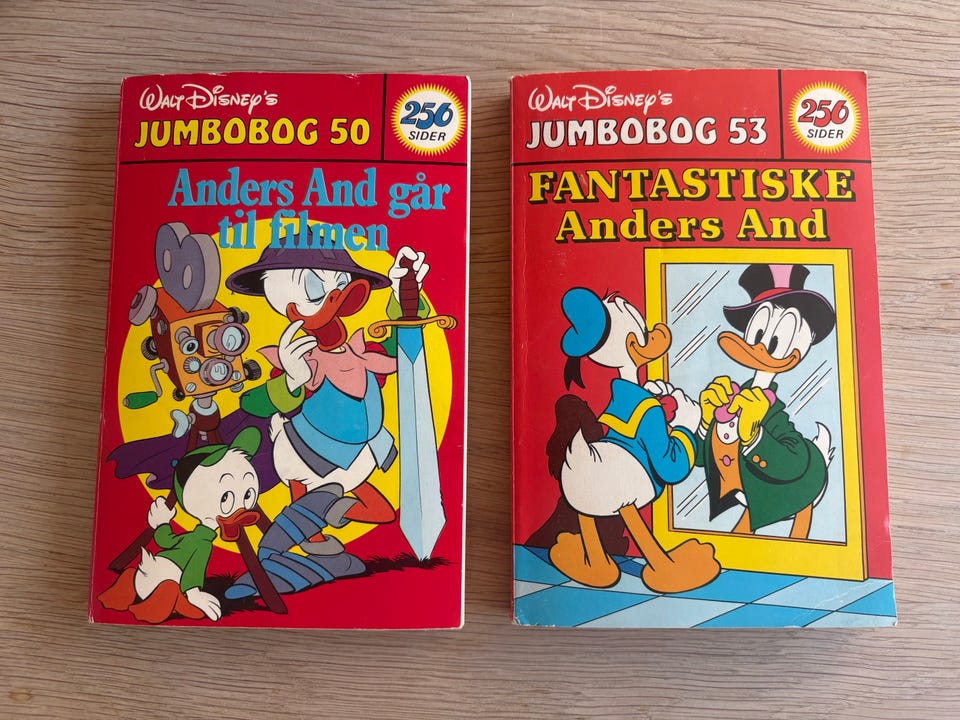 Walt Disney's
JUMBOBOG 50
256
SIDER
Anders And går
til filmen
Walt Disney's
JUMBOBOG 53
256
SIDER
FANTASTISKE
Anders And